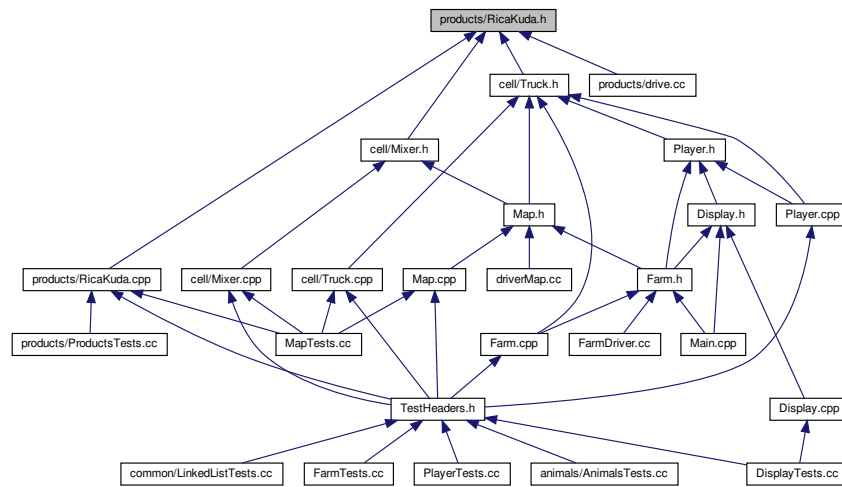 products/RicaKuda.h
cell/Truck.h
products/drive.cc
cell/Mixer.h
Player.h
Map.h
Display.h
Player.cpp
products/RicaKuda.cpp
cell/Mixer.cpp
cell/Truck.cpp
Map.cpp
driverMap.cc
Farm.h
products/ProductsTests.cc
MapTests.cc
Farm.cpp
FarmDriver.cc
Main.cpp
TestHeaders.h
Display.cpp
common/LinkedListTests.cc
FarmTests.cc
PlayerTests.cc
animals/AnimalsTests.cc
DisplayTests.cc